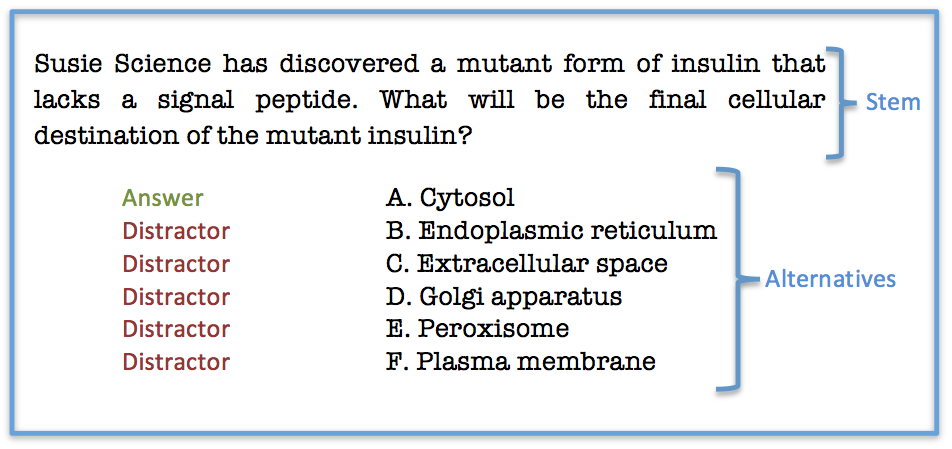 Susie Science has discovered a mutant form of insulin that
lacks a signal peptide. What will be the final cellular
destination of the mutant insulin?
Stem
Answer A. Cytosol
Distractor B. Endoplasmic reticulum
Distractor C. Extracellular space
Distractor D. Golgi apparatus
Distractor E. Peroxisome
Distractor F. Plasma membrane
Alternatives